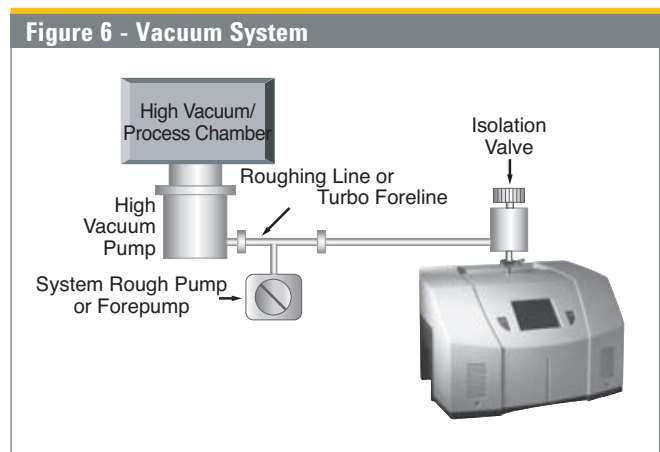 Figure 6 - Vacuum System
High Vacuum/
Process Chamber
Isolation
Valve
Roughing Line or
Turbo Foreline
High
Vacuum
Pump
System Rough Pump
or Forepump